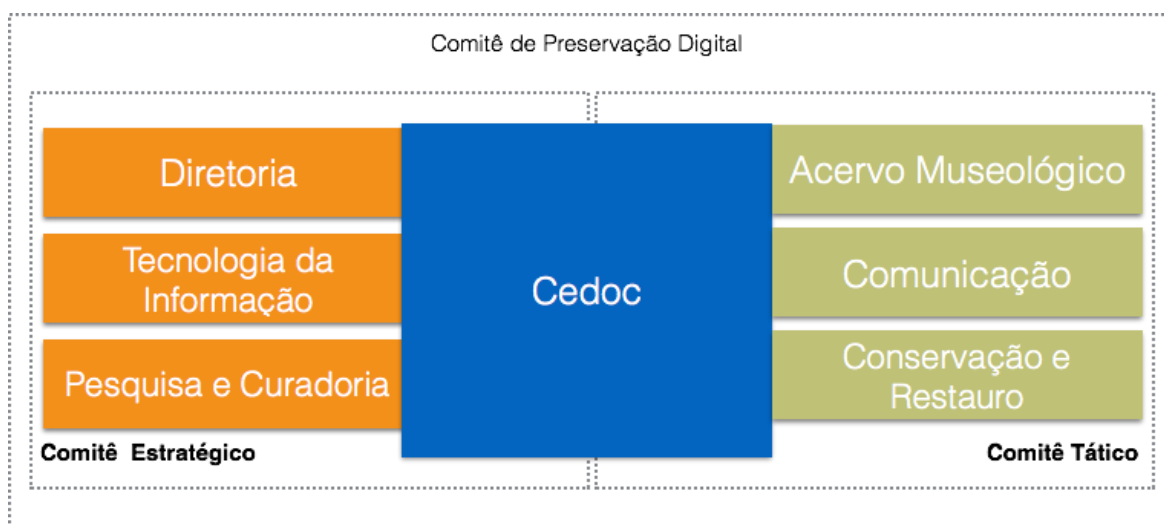 Comitê de Preservação Digital
Diretoria
Tecnologia da
Informação
Pesquisa e Curadoria
Comitê Estratégico
Cedoc
Acervo Museológico
Comunicação
Conservação e
Restauro
Comitê Tático